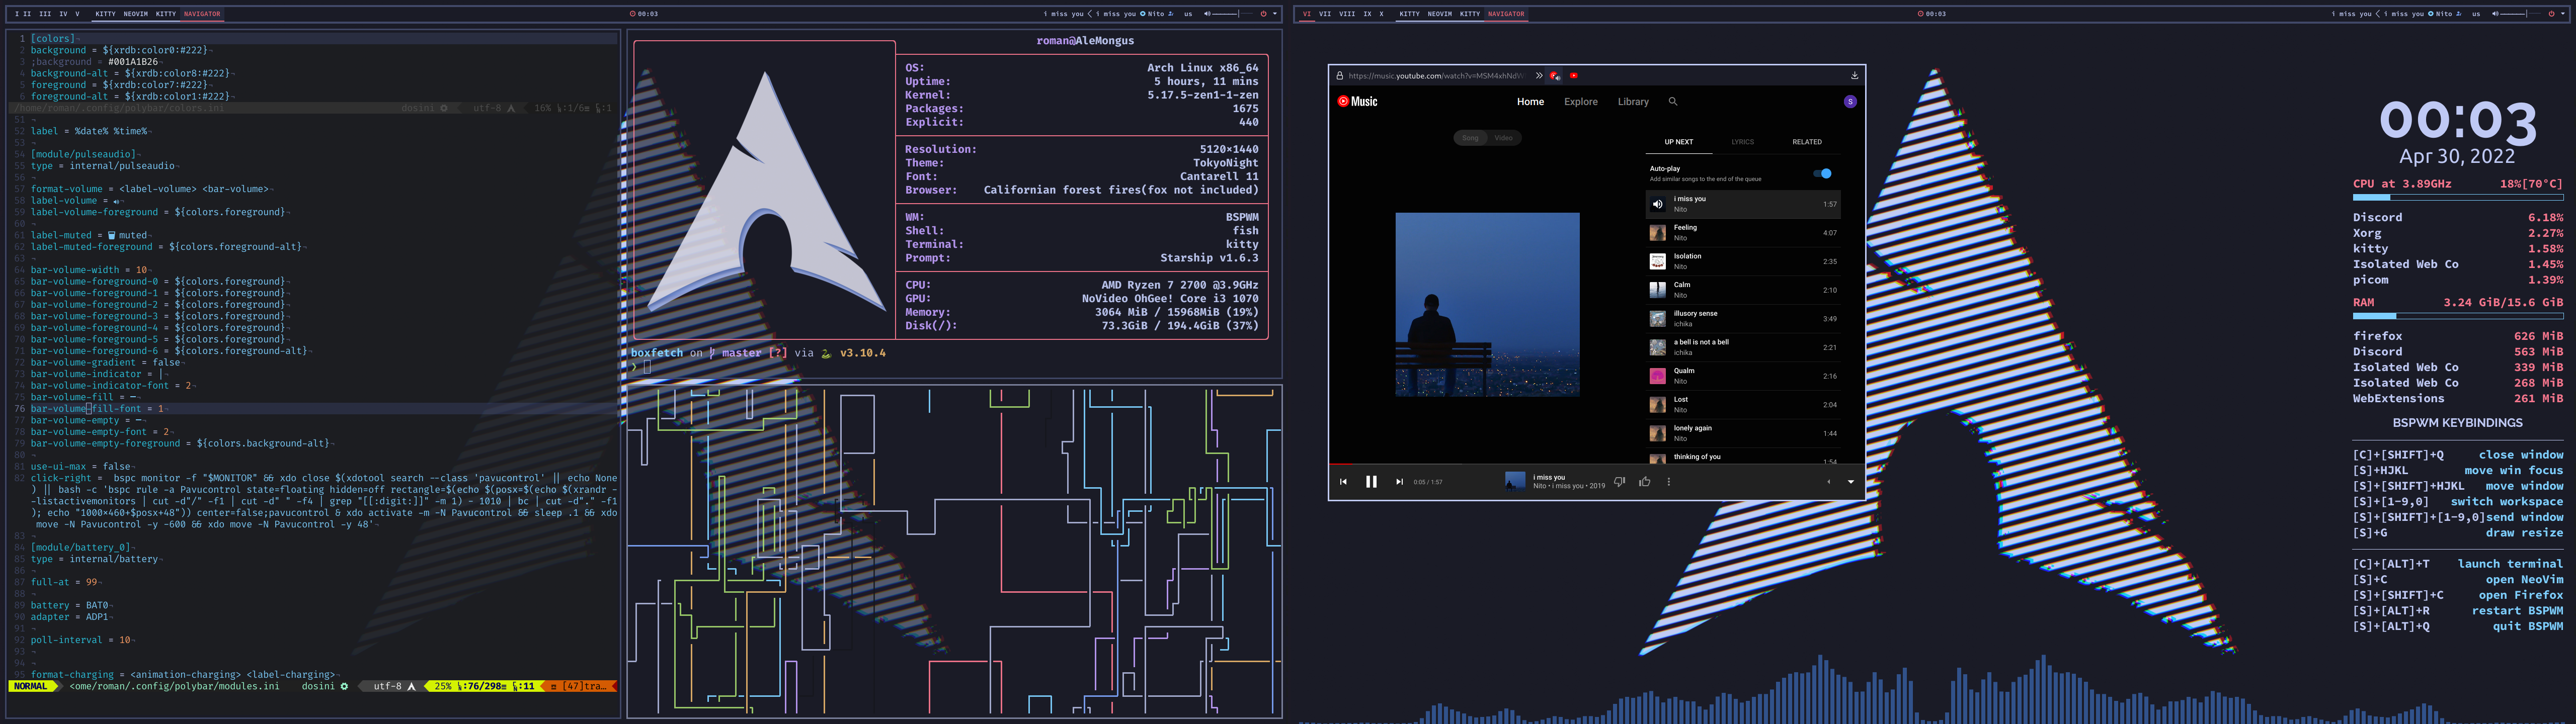 I II III IV V KITTY NEOVIM KITTY NAVIGATOR
00:03
i miss you < i miss you Nito us
VI VII VIII IX X KITTY NEOVIM KITTY NAVIGATOR
00:03
i miss you < i miss you Nito us
1 [colors]¬
2 background = ${xrdb:color0:#222}¬
3 ;background = #001A1B26
4 background-alt = ${xrdb:color8:#222}¬
5 foreground = ${xrdb:color7:#222}¬
6 foreground-alt = ${xrdb:color1:#222}¬
/home/roman/.config/polybar/colors.ini dosini utf-8 16% :1/6≡ :1
51 ¬
52 label = %date% %time%¬
53 ¬
54 [module/pulseaudio]¬
55 type = internal/pulseaudio¬
56 ¬
57 format-volume = <label-volume> <bar-volume>¬
58 label-volume = ¬
59 label-volume-foreground = ${colors.foreground}¬
60 ¬
61 label-muted = muted¬
62 label-muted-foreground = ${colors.foreground-alt}¬
63 ¬
64 bar-volume-width = 10¬
65 bar-volume-foreground-0 = ${colors.foreground}¬
66 bar-volume-foreground-1 = ${colors.foreground}¬
67 bar-volume-foreground-2 = ${colors.foreground}¬
68 bar-volume-foreground-3 = ${colors.foreground}¬
69 bar-volume-foreground-4 = ${colors.foreground}¬
70 bar-volume-foreground-5 = ${colors.foreground}¬
71 bar-volume-foreground-6 = ${colors.foreground-alt}¬
72 bar-volume-gradient = false¬
73 bar-volume-indicator = |¬
74 bar-volume-indicator-font = 2¬
75 bar-volume-fill = ─¬
76 bar-volume-fill-font = 1¬
77 bar-volume-empty = ─¬
78 bar-volume-empty-font = 2¬
79 bar-volume-empty-foreground = ${colors.background-alt}¬
80 ¬
81 use-ui-max = false¬
82 click-right = bspc monitor -f "$MONITOR" && xdo close $(xdotool search --class 'pavucontrol' || echo None
) || bash -c 'bspc rule -a Pavucontrol state=floating hidden=off rectangle=$(echo $(posx=$(echo $(xrandr -
-listactivemonitors | cut -d"/" -f1 | cut -d" " -f4 | grep "[[:digit:]]" -m 1) - 1010 | bc | cut -d"." -f1
); echo "1000×460+$posx+48")) center=false;pavucontrol & xdo activate -m -N Pavucontrol && sleep .1 && xdo
move -N Pavucontrol -y -600 && xdo move -N Pavucontrol -y 48'¬
83 ¬
84 [module/battery_0]¬
85 type = internal/battery¬
86 ¬
87 full-at = 99¬
88 ¬
89 battery = BAT0¬
90 adapter = ADP1¬
91 ¬
92 poll-interval = 10¬
93 ¬
94 ¬
95 format-charging = <animation-charging> <label-charging>¬
NORMAL <ome/roman/.config/polybar/modules.ini dosini utf-8 25% :76/298≡ :11 ≡ [47]tra…
roman@AleMongus
OS: Arch Linux x86_64
Uptime: 5 hours, 11 mins
Kernel: 5.17.5-zen1-1-zen
Packages: 1675
Explicit: 440
Resolution: 5120×1440
Theme: TokyoNight
Font: Cantarell 11
Browser: Californian forest fires(fox not included)
WM: BSPWM
Shell: fish
Terminal: kitty
Prompt: Starship v1.6.3
CPU: AMD Ryzen 7 2700 @3.9GHz
GPU: NoVideo OhGee! Core i3 1070
Memory: 3064 MiB / 15968MiB (19%)
Disk(/): 73.3GiB / 194.4GiB (37%)
boxfetch on master [?] via v3.10.4
❯
https://music.youtube.com/watch?v=MSM4xhNdW
Music Home Explore Library S
Song Video
UP NEXT LYRICS RELATED
Auto-play
Add similar songs to the end of the queue
i miss you
Nito 1:57
Feeling
Nito 4:07
Isolation
Nito 2:35
Calm
Nito 2:10
illusory sense
ichika 3:49
a bell is not a bell
ichika 2:21
Qualm
Nito 2:16
Lost
Nito 2:04
lonely again
Nito 1:44
thinking of you 1:54
0:05 / 1:57
i miss you
Nito • i miss you • 2019
00:03
Apr 30, 2022
CPU at 3.89GHz 18%[70°C]
Discord 6.18%
Xorg 2.27%
kitty 1.58%
Isolated Web Co 1.45%
picom 1.39%
RAM 3.24 GiB/15.6 GiB
firefox 626 MiB
Discord 563 MiB
Isolated Web Co 339 MiB
Isolated Web Co 268 MiB
WebExtensions 261 MiB
BSPWM KEYBINDINGS
[C]+[SHIFT]+Q close window
[S]+HJKL move win focus
[S]+[SHIFT]+HJKL move window
[S]+[1-9,0] switch workspace
[S]+[SHIFT]+[1-9,0]send window
[S]+G draw resize
[C]+[ALT]+T launch terminal
[S]+C open NeoVim
[S]+[SHIFT]+C open Firefox
[S]+[ALT]+R restart BSPWM
[S]+[ALT]+Q quit BSPWM